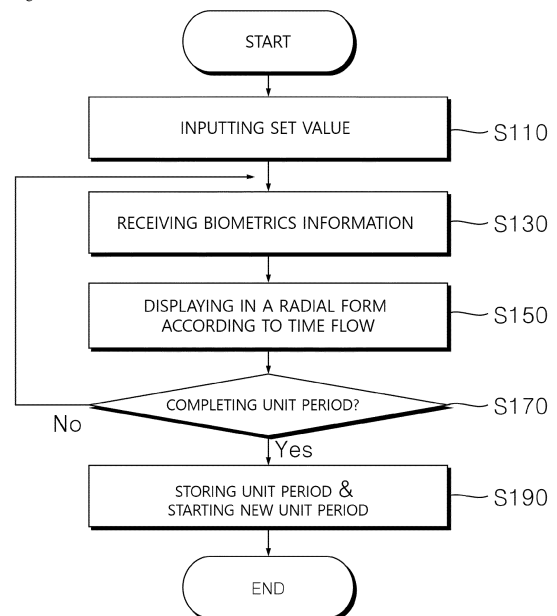 START
INPUTTING SET VALUE
S110
RECEIVING BIOMETRICS INFORMATION
S130
DISPLAYING IN A RADIAL FORM
ACCORDING TO TIME FLOW
S150
COMPLETING UNIT PERIOD?
S170
No
Yes
STORING UNIT PERIOD &
STARTING NEW UNIT PERIOD
S190
END